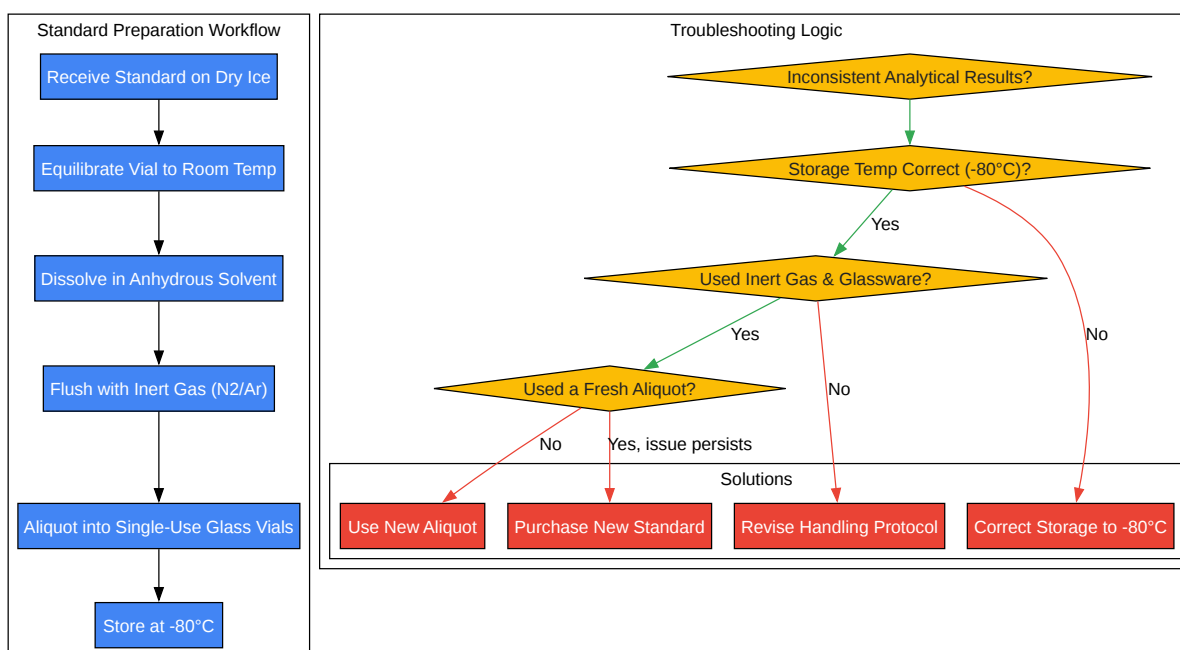 Standard Preparation Workflow
Receive Standard on Dry Ice
Equilibrate Vial to Room Temp
Dissolve in Anhydrous Solvent
Flush with Inert Gas (N2/Ar)
Aliquot into Single-Use Glass Vials
Store at -80°C
Troubleshooting Logic
Inconsistent Analytical Results?
Storage Temp Correct (-80°C)?
Yes
No
Used Inert Gas & Glassware?
Yes
No
Used a Fresh Aliquot?
No
Yes, issue persists
Solutions
Use New Aliquot
Purchase New Standard
Revise Handling Protocol
Correct Storage to -80°C